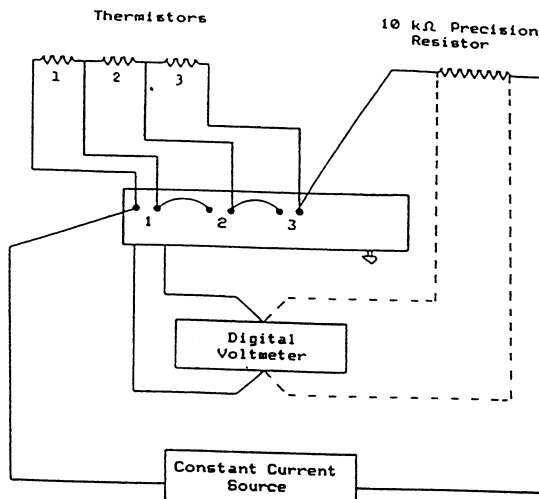 Thermistors
10 kΩ Precision
Resistor
1 2 3
1 2 3
Digital
Voltmeter
Constant Current
Source